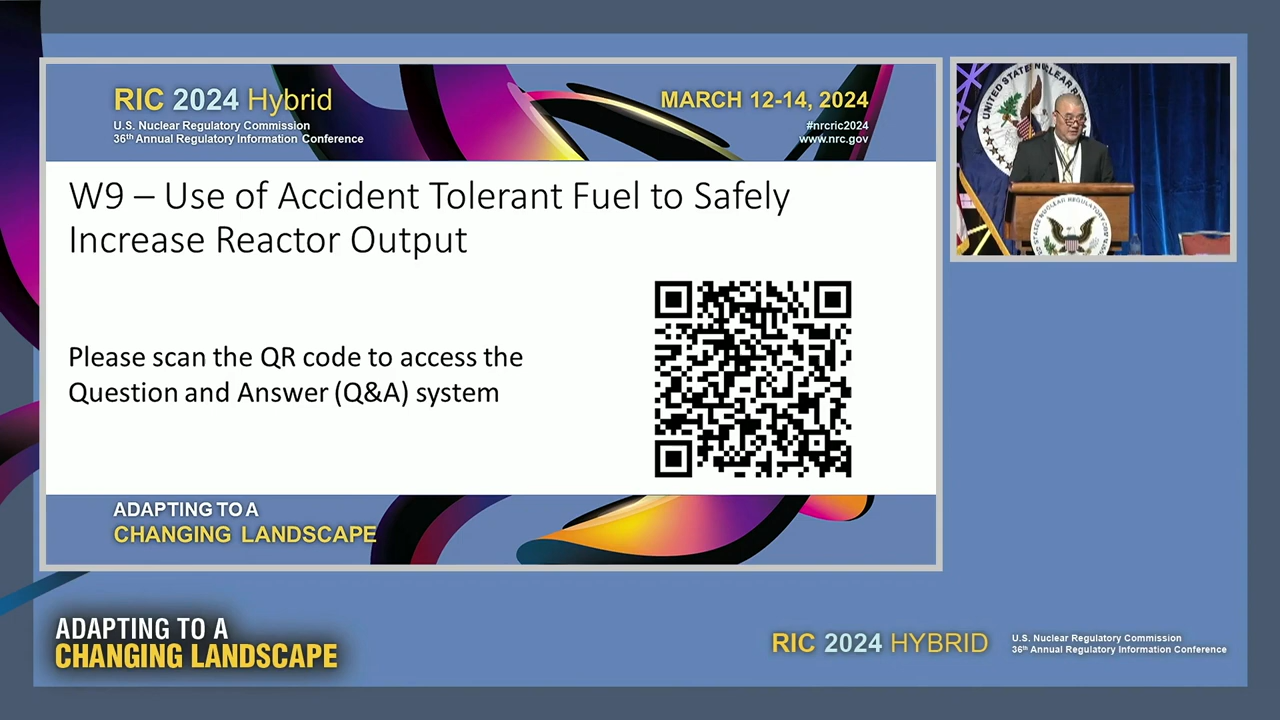 RIC 2024 Hybrid
U.S. Nuclear Regulatory Commission
36th Annual Regulatory Information Conference
MARCH 12-14, 2024
#nrcric2024
www.nrc.gov
W9 – Use of Accident Tolerant Fuel to Safely
Increase Reactor Output
Please scan the QR code to access the
Question and Answer (Q&A) system
ADAPTING TO A
CHANGING LANDSCAPE
UNITED STATES NUCLEAR
ADAPTING TO A
CHANGING LANDSCAPE
RIC 2024 HYBRID
U.S. Nuclear Regulatory Commission
36th Annual Regulatory Information Conference